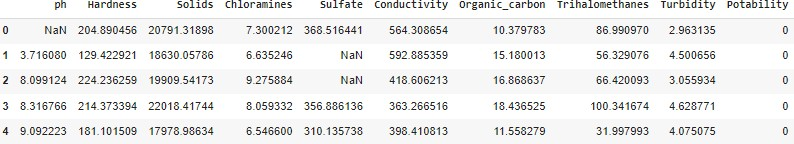 ph Hardness Solids Chloramines Sulfate Conductivity Organic_carbon Trihalomethanes Turbidity Potability
0 NaN 204.890456 20791.31898 7.300212 368.516441 564.308654 10.379783 86.990970 2.963135 0
1 3.716080 129.422921 18630.05786 6.635246 NaN 592.885359 15.180013 56.329076 4.500656 0
2 8.099124 224.236259 19909.54173 9.275884 NaN 418.606213 16.868637 66.420093 3.055934 0
3 8.316766 214.373394 22018.41744 8.059332 356.886136 363.266516 18.436525 100.341674 4.628771 0
4 9.092223 181.101509 17978.98634 6.546600 310.135738 398.410813 11.558279 31.997993 4.075075 0